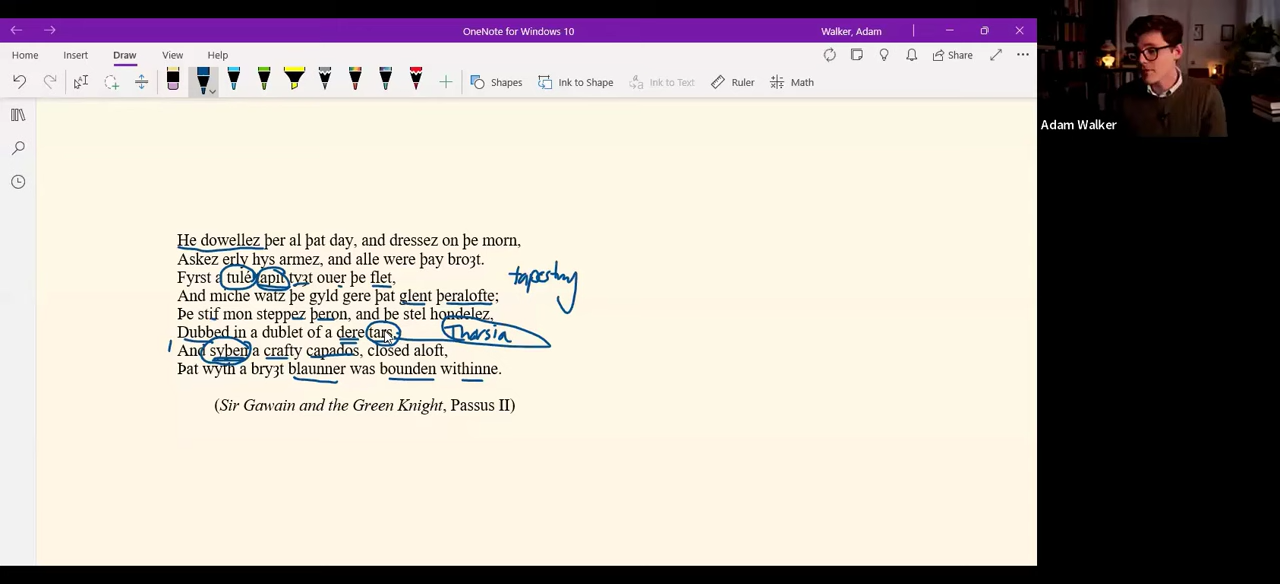 OneNote for Windows 10
Walker, Adam
Home Insert Draw View Help
Share
Shapes Ink to Shape Ink to Text Ruler Math
Adam Walker
He dowellez þer al þat day, and dressez on þe morn,
Askez erly hys armez, and alle were þay broȝt.
Fyrst a tulé tapit tyȝt ouer þe flet,
tapestry
And miche watz þe gyld gere þat glent þeralofte;
Þe stif mon steppez þeron, and þe stel hondelez,
Dubbed in a dublet of a dere tars,
Tharsia
And syþen a crafty capados, closed aloft,
Þat wyth a bryȝt blaunner was bounden withinne.
(Sir Gawain and the Green Knight, Passus II)